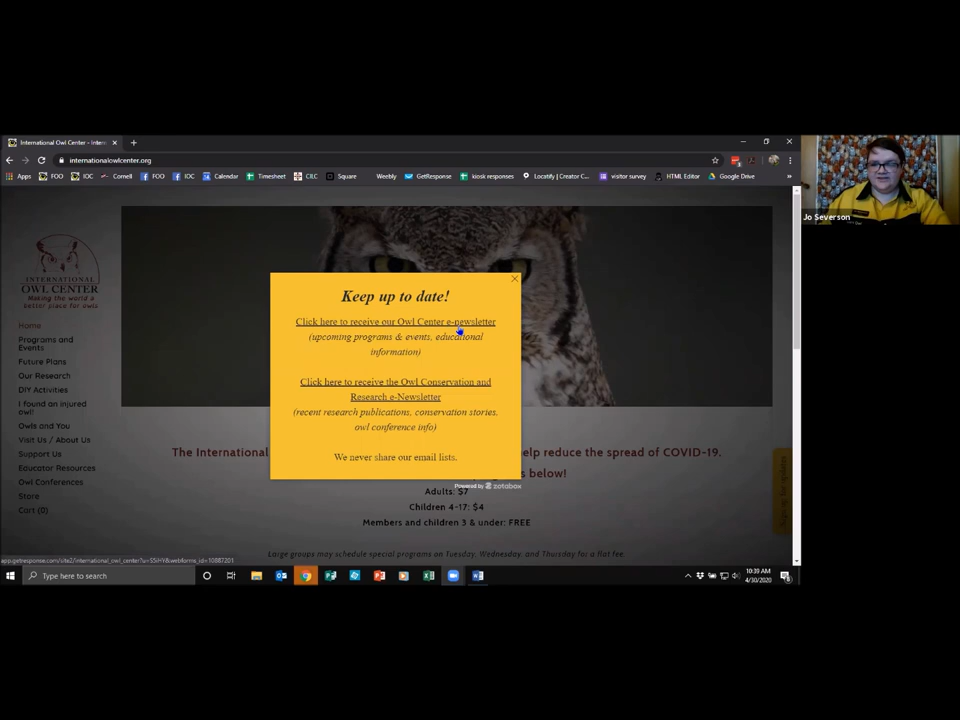 International Owl Center - Intern
internationalowlcenter.org
Apps
FOO
IOC
Cornell
FOO
IOC
Calendar
Timesheet
CILC
Square
Weebly
GetResponse
kiosk responses
Locatify | Creator C...
visitor survey
HTML Editor
Google Drive
»
Jo Severson
INTERNATIONAL
OWL CENTER
Making the world a
better place for owls
Home
Programs and
Events
Future Plans
Our Research
DIY Activities
I found an injured
owl!
Owls and You
Visit Us / About Us
Support Us
Educator Resources
Owl Conferences
Store
Cart (0)
Keep up to date!
Click here to receive our Owl Center e-newsletter
(upcoming programs & events, educational
information)
Click here to receive the Owl Conservation and
Research e-Newsletter
(recent research publications, conservation stories,
owl conference info)
We never share our email lists.
Powered by zotabox
The International
help reduce the spread of COVID-19.
below!
Adults: $7
Children 4-17: $4
Members and children 3 & under: FREE
Large groups may schedule special programs on Tuesday, Wednesday, and Thursday for a flat fee.
Type here to search
10:39 AM
4/30/2020